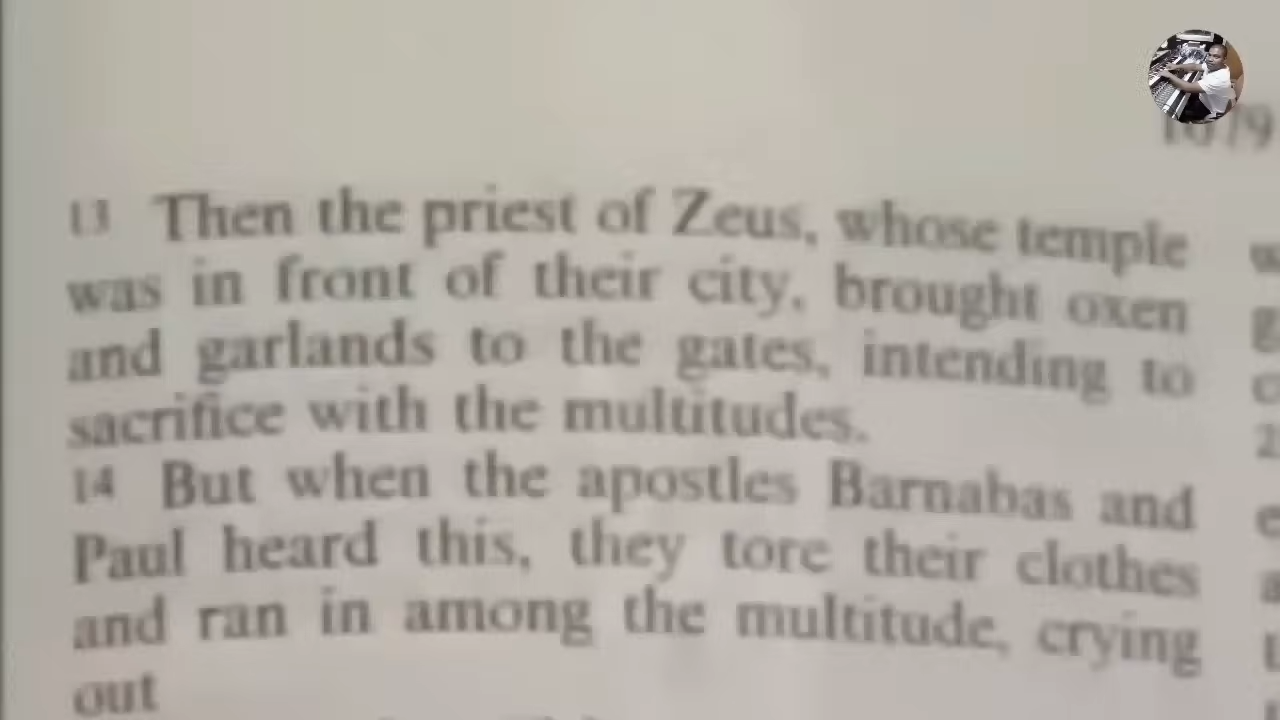 1079
13 Then the priest of Zeus, whose temple
was in front of their city, brought oxen
and garlands to the gates, intending to
sacrifice with the multitudes.
14 But when the apostles Barnabas and
Paul heard this, they tore their clothes
and ran in among the multitude, crying
out